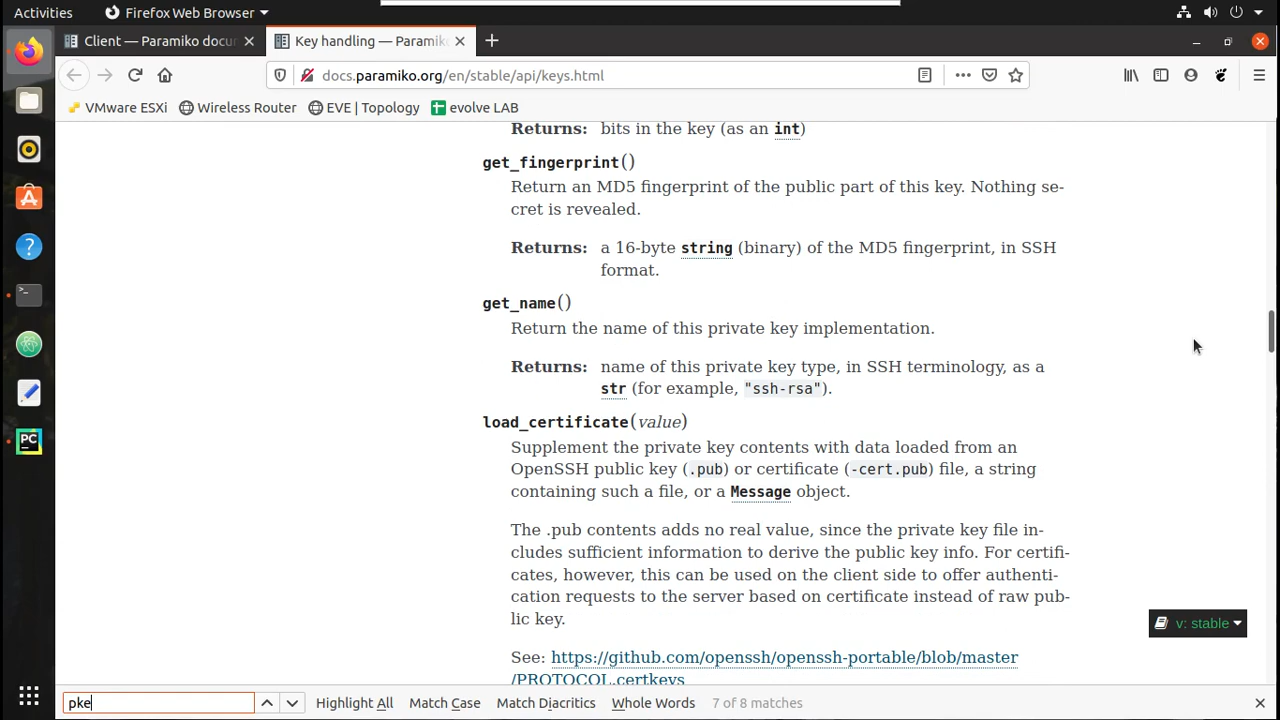 Activities
Firefox Web Browser
Client — Paramiko docu
Key handling — Paramik
docs.paramiko.org/en/stable/api/keys.html
VMware ESXi
Wireless Router
EVE | Topology
evolve LAB
Returns: bits in the key (as an int)
get_fingerprint()
Return an MD5 fingerprint of the public part of this key. Nothing se-
cret is revealed.
Returns: a 16-byte string (binary) of the MD5 fingerprint, in SSH
format.
get_name()
Return the name of this private key implementation.
Returns: name of this private key type, in SSH terminology, as a
str (for example, "ssh-rsa").
load_certificate(value)
Supplement the private key contents with data loaded from an
OpenSSH public key (.pub) or certificate (-cert.pub) file, a string
containing such a file, or a Message object.
The .pub contents adds no real value, since the private key file in-
cludes sufficient information to derive the public key info. For certifi-
cates, however, this can be used on the client side to offer authenti-
cation requests to the server based on certificate instead of raw pub-
lic key.
See: https://github.com/openssh/openssh-portable/blob/master
/PROTOCOL.certkeys
v: stable
PC
pke
Highlight All
Match Case
Match Diacritics
Whole Words
7 of 8 matches